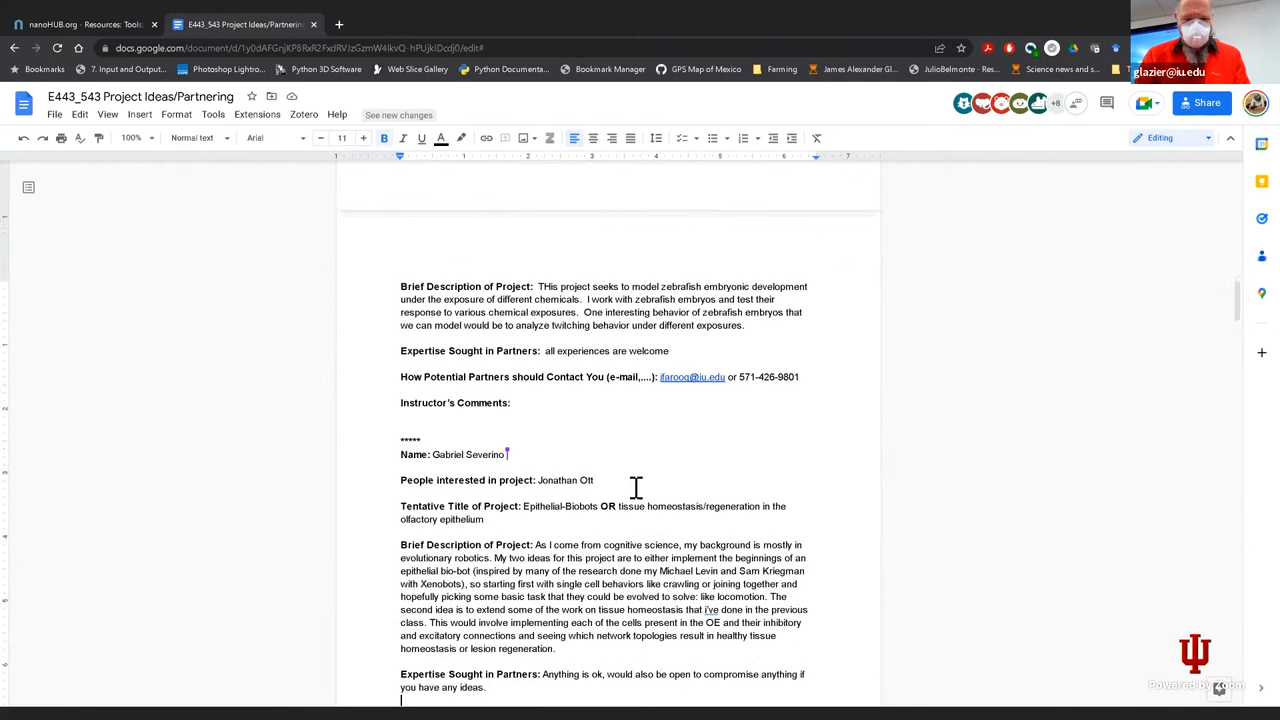 nanoHUB.org - Resources: Tools:
E443_543 Project Ideas/Partnering
docs.google.com/document/d/1y0dAFGnjKP8RxR2FxdRVJzGzmW4lkvQ-hPUjkIDcdj0/edit#
Bookmarks
7. Input and Output...
Photoshop Lightro...
Python 3D Software
Web Slice Gallery
Python Documenta...
Bookmark Manager
GPS Map of Mexico
Farming
James Alexander Gl...
JulioBelmonte - Res...
Science news and s...
glazier@iu.edu
E443_543 Project Ideas/Partnering
File Edit View Insert Format Tools Extensions Zotero Help
See new changes
+8
Share
100%
Normal text
Arial
11
Editing
Brief Description of Project: THis project seeks to model zebrafish embryonic development
under the exposure of different chemicals. I work with zebrafish embryos and test their
response to various chemical exposures. One interesting behavior of zebrafish embryos that
we can model would be to analyze twitching behavior under different exposures.
Expertise Sought in Partners: all experiences are welcome
How Potential Partners should Contact You (e-mail,....): ifarooq@iu.edu or 571-426-9801
Instructor's Comments:
*****
Name: Gabriel Severino
People interested in project: Jonathan Ott
Tentative Title of Project: Epithelial-Biobots OR tissue homeostasis/regeneration in the
olfactory epithelium
Brief Description of Project: As I come from cognitive science, my background is mostly in
evolutionary robotics. My two ideas for this project are to either implement the beginnings of an
epithelial bio-bot (inspired by many of the research done my Michael Levin and Sam Kriegman
with Xenobots), so starting first with single cell behaviors like crawling or joining together and
hopefully picking some basic task that they could be evolved to solve: like locomotion. The
second idea is to extend some of the work on tissue homeostasis that i've done in the previous
class. This would involve implementing each of the cells present in the OE and their inhibitory
and excitatory connections and seeing which network topologies result in healthy tissue
homeostasis or lesion regeneration.
Expertise Sought in Partners: Anything is ok, would also be open to compromise anything if
you have any ideas.
Powered by Zoom